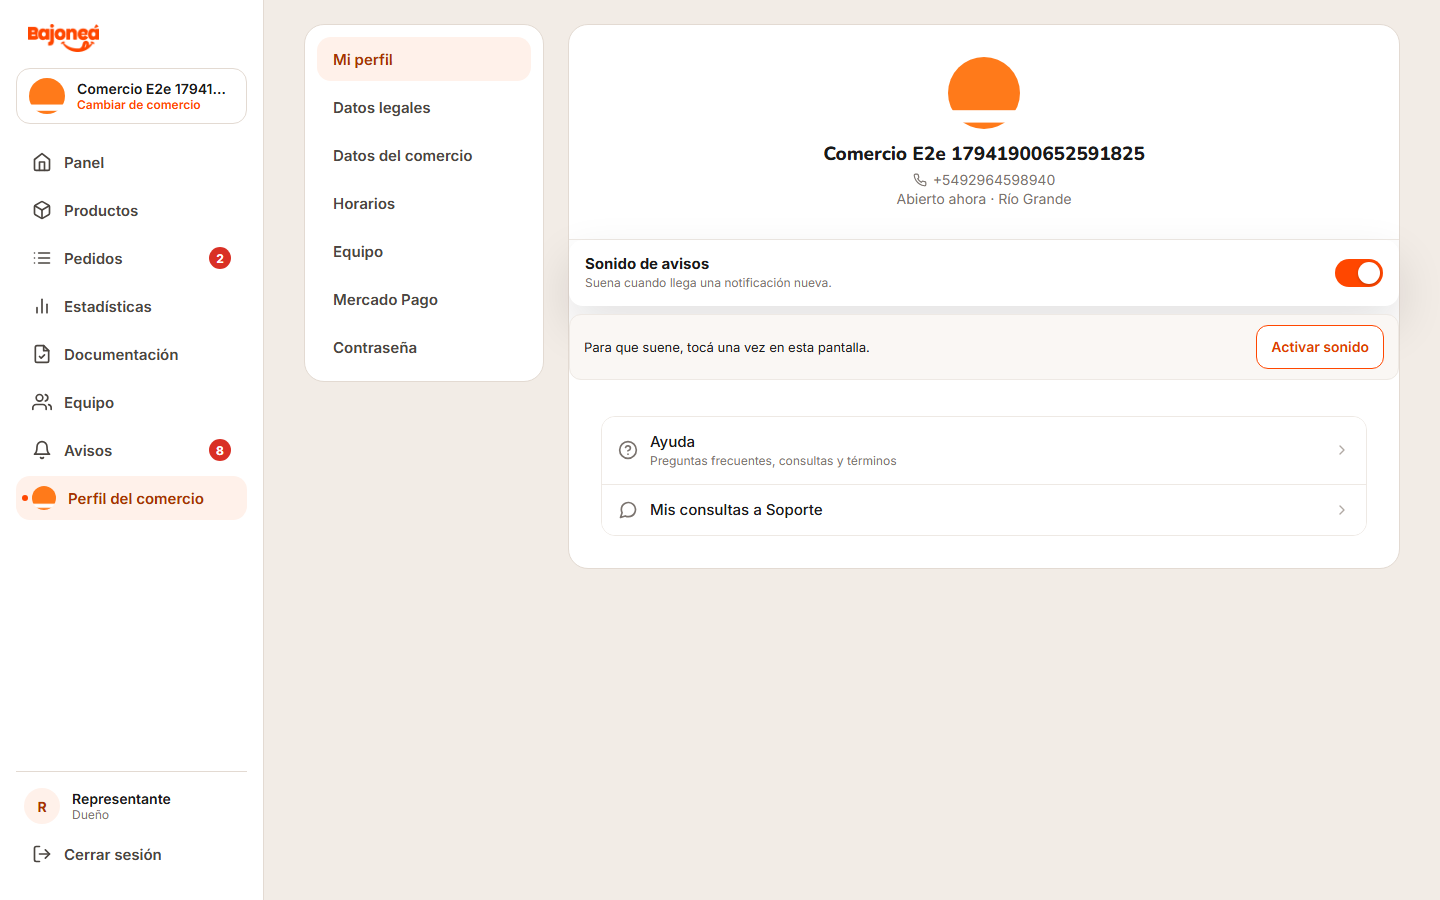 Bajoneá
Comercio E2e 17941...
Cambiar de comercio
Panel
Productos
Pedidos 2
Estadísticas
Documentación
Equipo
Avisos 8
Perfil del comercio
R
Representante
Dueño
Cerrar sesión
Mi perfil
Datos legales
Datos del comercio
Horarios
Equipo
Mercado Pago
Contraseña
Comercio E2e 17941900652591825
+5492964598940
Abierto ahora · Río Grande
Sonido de avisos
Suena cuando llega una notificación nueva.
Para que suene, tocá una vez en esta pantalla.
Activar sonido
Ayuda
Preguntas frecuentes, consultas y términos
Mis consultas a Soporte